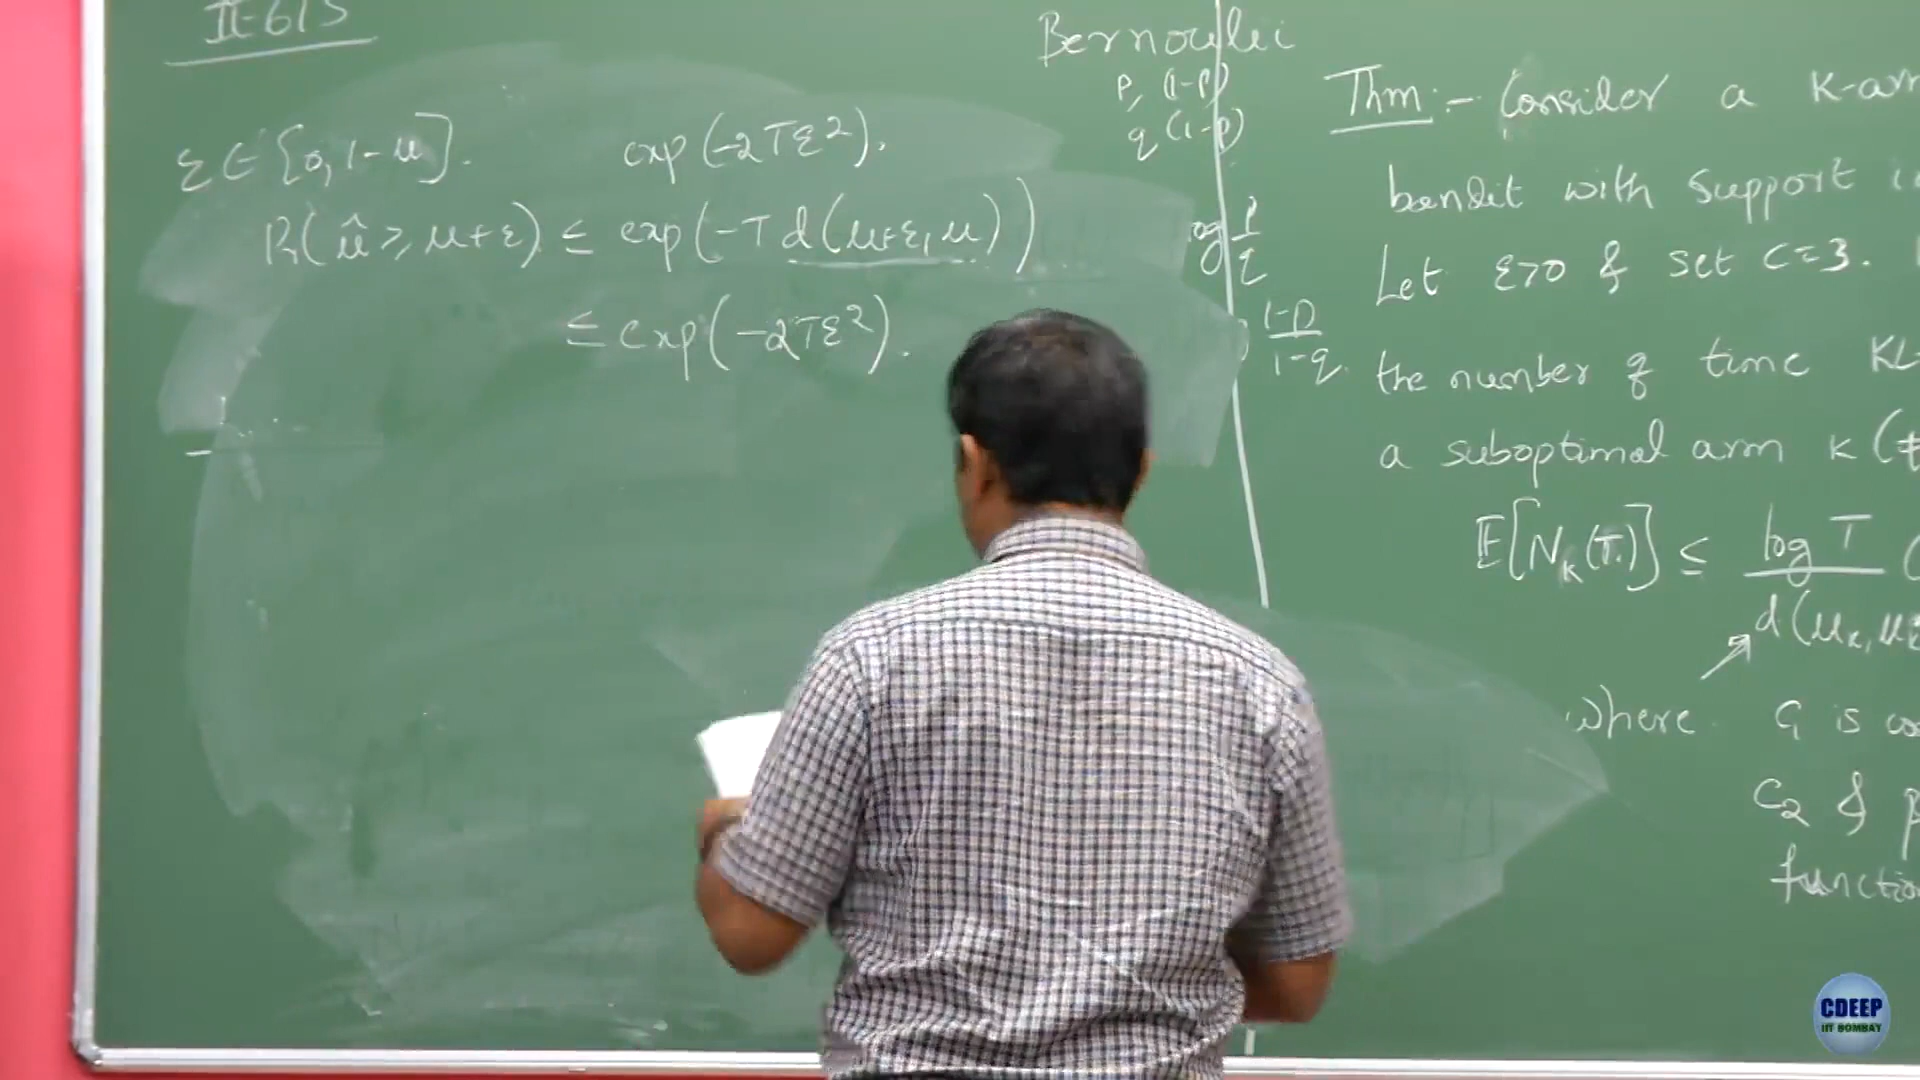 IE-613
ε ∈ [0, 1-μ]. exp(-2Tε²).
Pr(μ̂ ≥ μ+ε) ≤ exp(-T d(μ+ε, μ))
≤ exp(-2Tε²).
Bernoulli
p, (1-p)
q (1-p)
log p/q
1-p/1-q
Thm:- Consider a K-arm
bandit with support
Let ε>0 & set c=3.
the number of time KL-
a suboptimal arm k (≠
E[N_k(T)] ≤ log T / d(μ_k, μ
where C₁ is
C₂ & β
functio
CDEEP
IIT BOMBAY